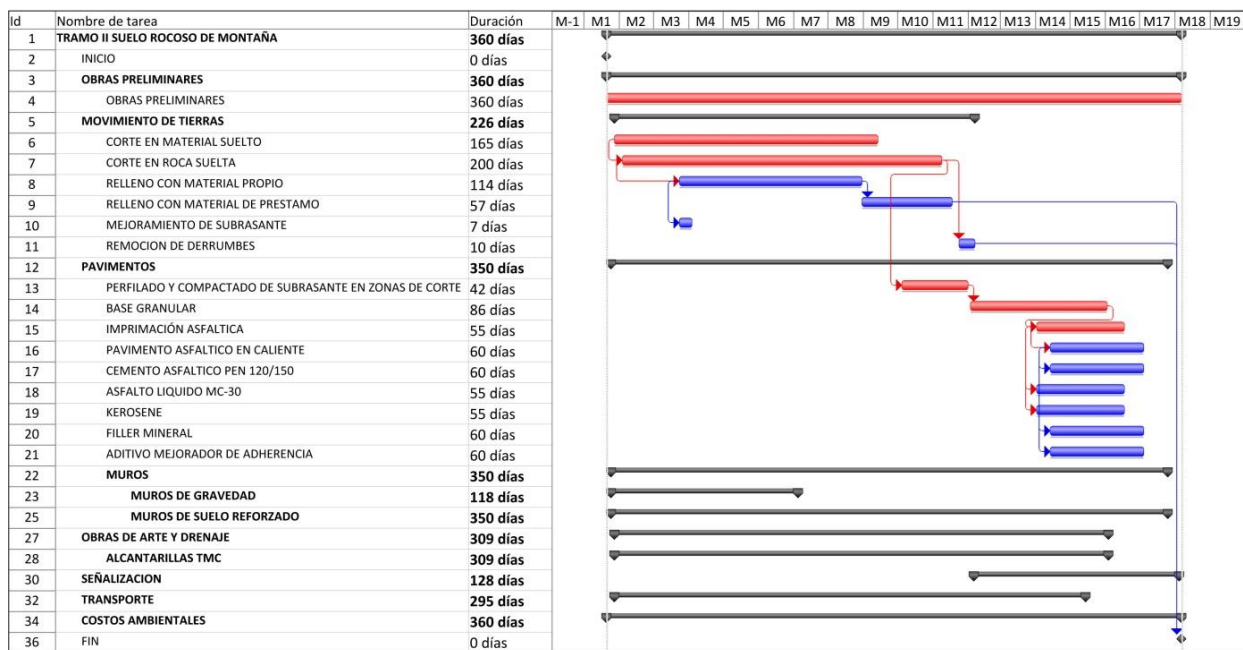 Id Nombre de tarea Duración M-1 M1 M2 M3 M4 M5 M6 M7 M8 M9 M10 M11 M12 M13 M14 M15 M16 M17 M18 M19
1 TRAMO II SUELO ROCOSO DE MONTAÑA 360 días
2 INICIO 0 días
3 OBRAS PRELIMINARES 360 días
4 OBRAS PRELIMINARES 360 días
5 MOVIMIENTO DE TIERRAS 226 días
6 CORTE EN MATERIAL SUELTO 165 días
7 CORTE EN ROCA SUELTA 200 días
8 RELLENO CON MATERIAL PROPIO 114 días
9 RELLENO CON MATERIAL DE PRESTAMO 57 días
10 MEJORAMIENTO DE SUBRASANTE 7 días
11 REMOCION DE DERRUMBES 10 días
12 PAVIMENTOS 350 días
13 PERFILADO Y COMPACTADO DE SUBRASANTE EN ZONAS DE CORTE 42 días
14 BASE GRANULAR 86 días
15 IMPRIMACIÓN ASFALTICA 55 días
16 PAVIMENTO ASFALTICO EN CALIENTE 60 días
17 CEMENTO ASFALTICO PEN 120/150 60 días
18 ASFALTO LIQUIDO MC-30 55 días
19 KEROSENE 55 días
20 FILLER MINERAL 60 días
21 ADITIVO MEJORADOR DE ADHERENCIA 60 días
22 MUROS 350 días
23 MUROS DE GRAVEDAD 118 días
25 MUROS DE SUELO REFORZADO 350 días
27 OBRAS DE ARTE Y DRENAJE 309 días
28 ALCANTARILLAS TMC 309 días
30 SEÑALIZACION 128 días
32 TRANSPORTE 295 días
34 COSTOS AMBIENTALES 360 días
36 FIN 0 días